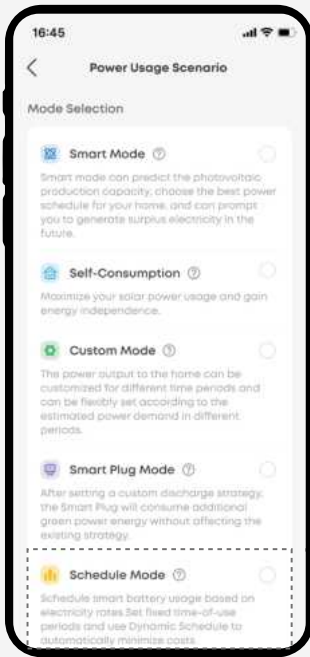 16:45
Power Usage Scenario
Mode Selection
Smart Mode
Smart mode can predict the photovoltaic
production capacity, choose the best power
schedule for your home, and can prompt
you to generate surplus electricity in the
future.
Self-Consumption
Maximize your solar power usage and gain
energy independence.
Custom Mode
The power output to the home can be
customized for different time periods and
can be flexibly set according to the
estimated power demand in different
periods.
Smart Plug Mode
After setting a custom discharge strategy,
the Smart Plug will consume additional
green power energy without affecting the
existing strategy.
Schedule Mode
Schedule smart battery usage based on
electricity rates.Set fixed time-of-use
periods and use Dynamic Schedule to
automatically minimize costs.